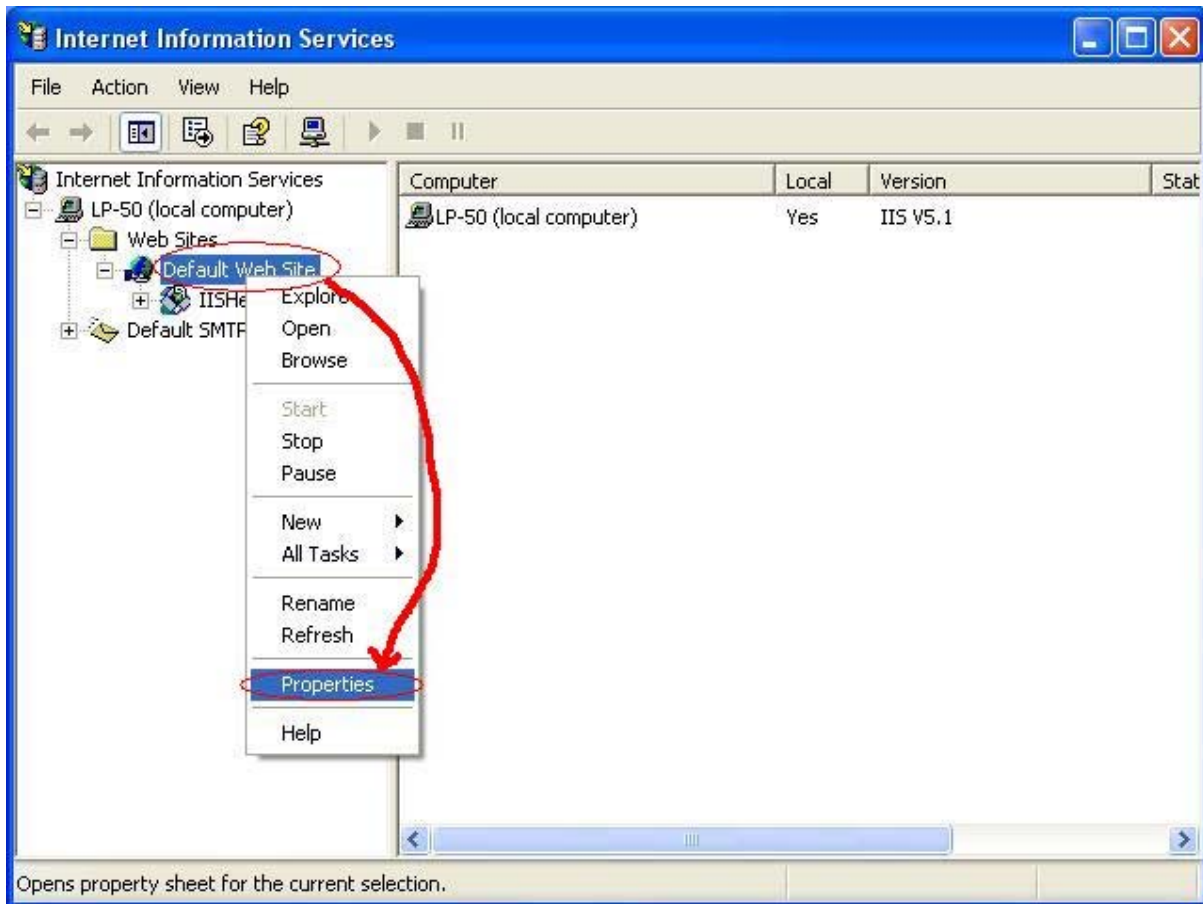 Internet Information Services
File Action View Help
Internet Information Services
LP-50 (local computer)
Web Sites
Default Web Site
IISHe
Default SMTP
Computer Local Version Stat
LP-50 (local computer) Yes IIS V5.1
Explore
Open
Browse
Start
Stop
Pause
New
All Tasks
Rename
Refresh
Properties
Help
Opens property sheet for the current selection.